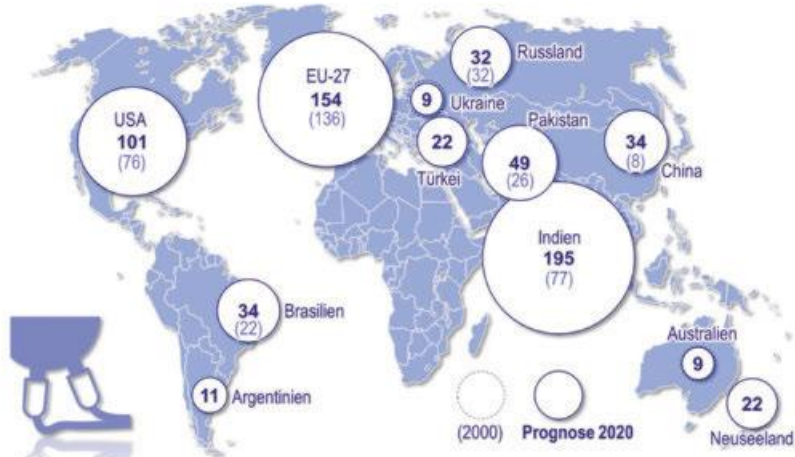 32
(32)
Russland
EU-27
154
(136)
9
Ukraine
USA
101
(76)
Pakistan
49
(26)
22
Türkei
34
(8)
China
Indien
195
(77)
34
(22)
Brasilien
11
Argentinien
Australien
9
22
Neuseeland
(2000)
Prognose 2020